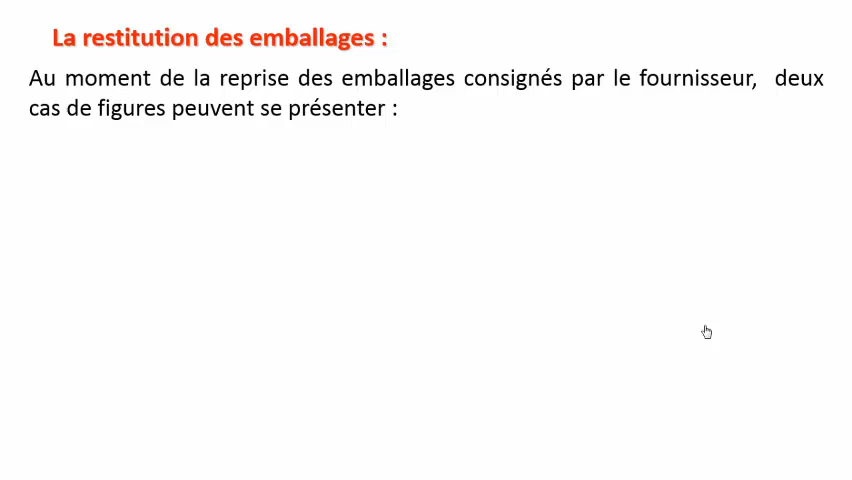 La restitution des emballages :
Au moment de la reprise des emballages consignés par le fournisseur, deux
cas de figures peuvent se présenter :